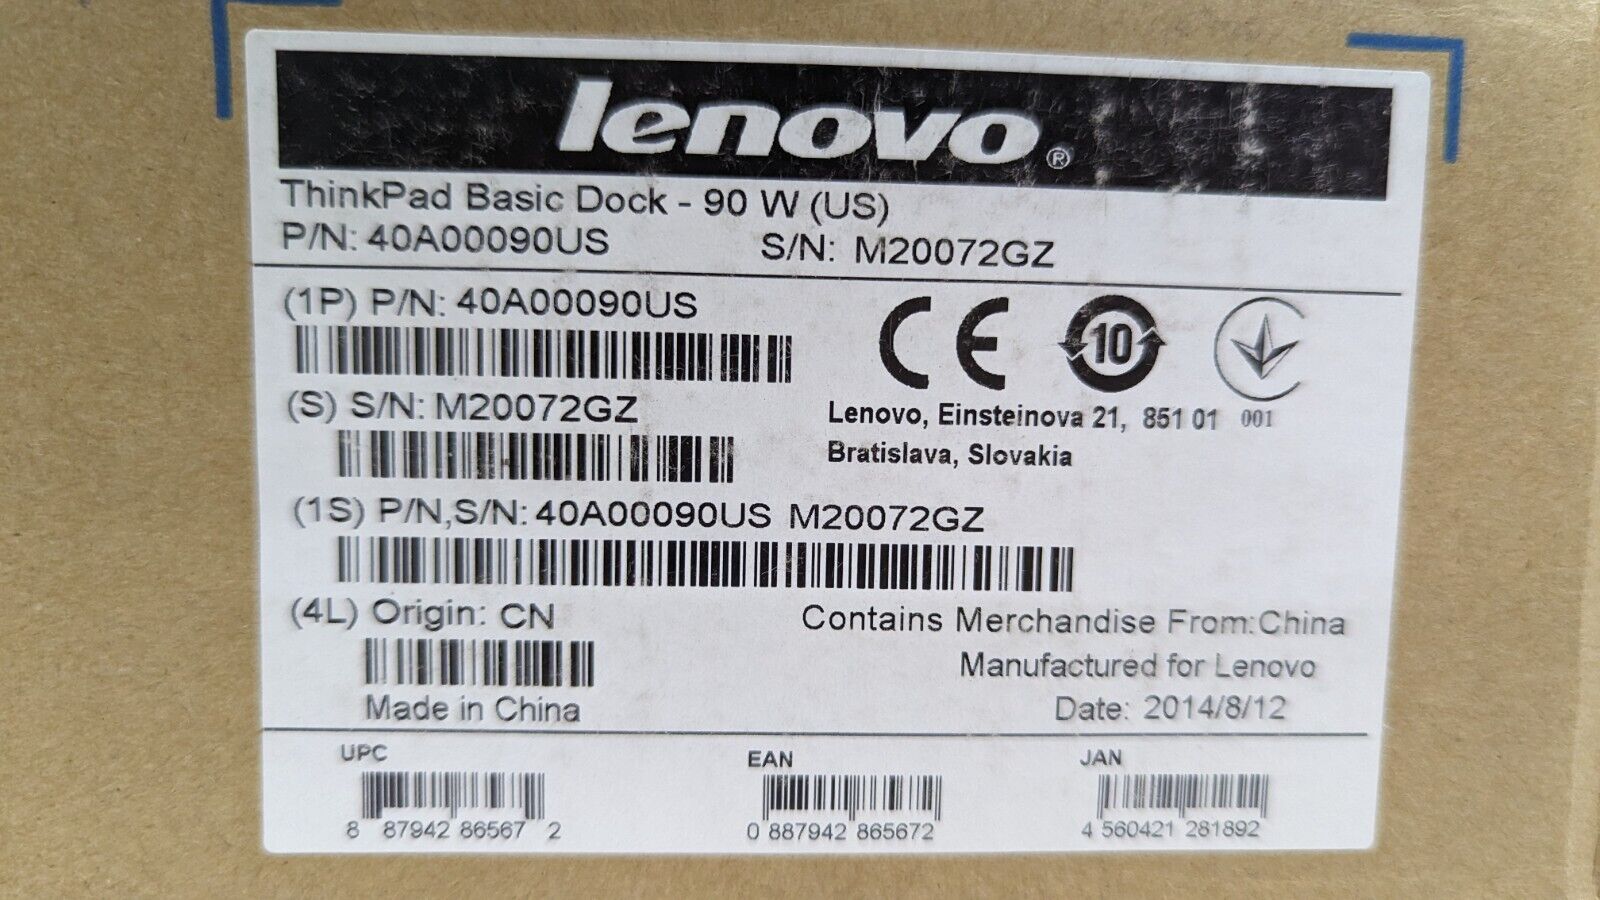 lenovo®
ThinkPad Basic Dock - 90 W (US)
P/N: 40A00090US S/N: M20072GZ
(1P) P/N: 40A00090US
10
(S) S/N: M20072GZ
Lenovo, Einsteinova 21, 851 01 001
Bratislava, Slovakia
(1S) P/N,S/N: 40A00090US M20072GZ
(4L) Origin: CN
Contains Merchandise From:China
Manufactured for Lenovo
Made in China
Date: 2014/8/12
UPC EAN JAN
8 87942 86567 2 0 887942 865672 4 560421 281892